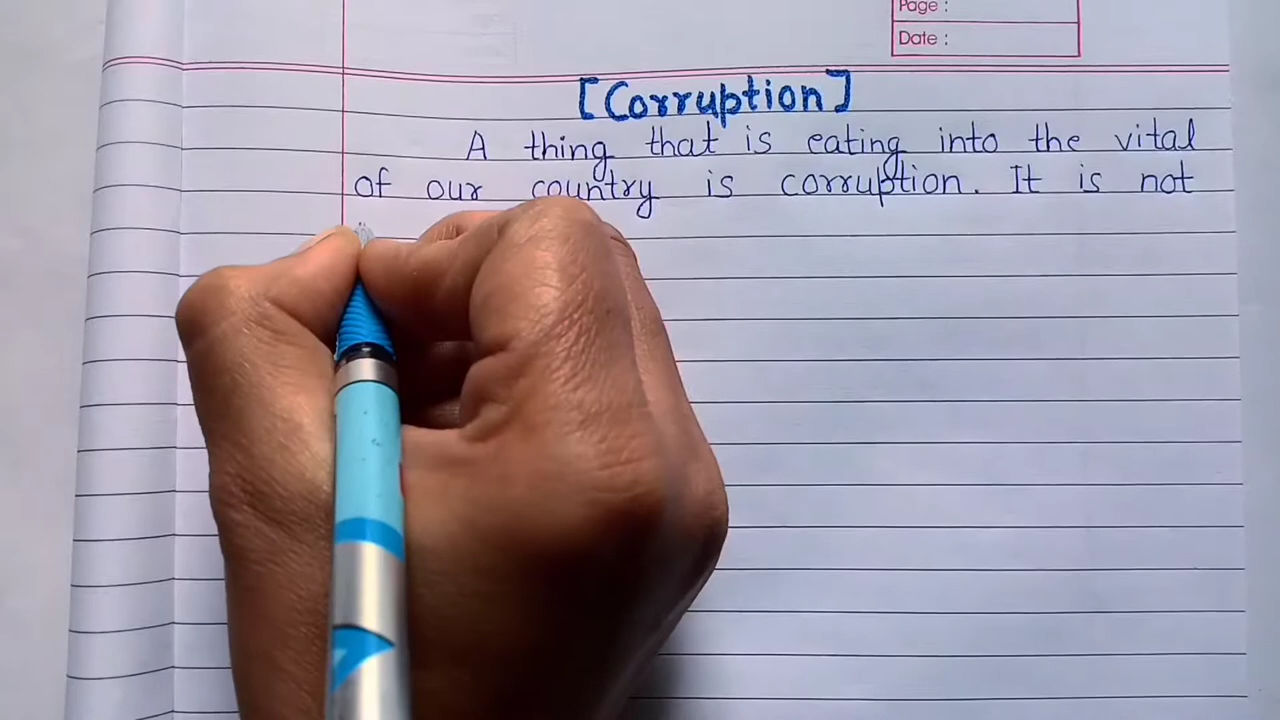 Page :
Date :
[Corruption]
A thing that is eating into the vital
of our country is corruption. It is not